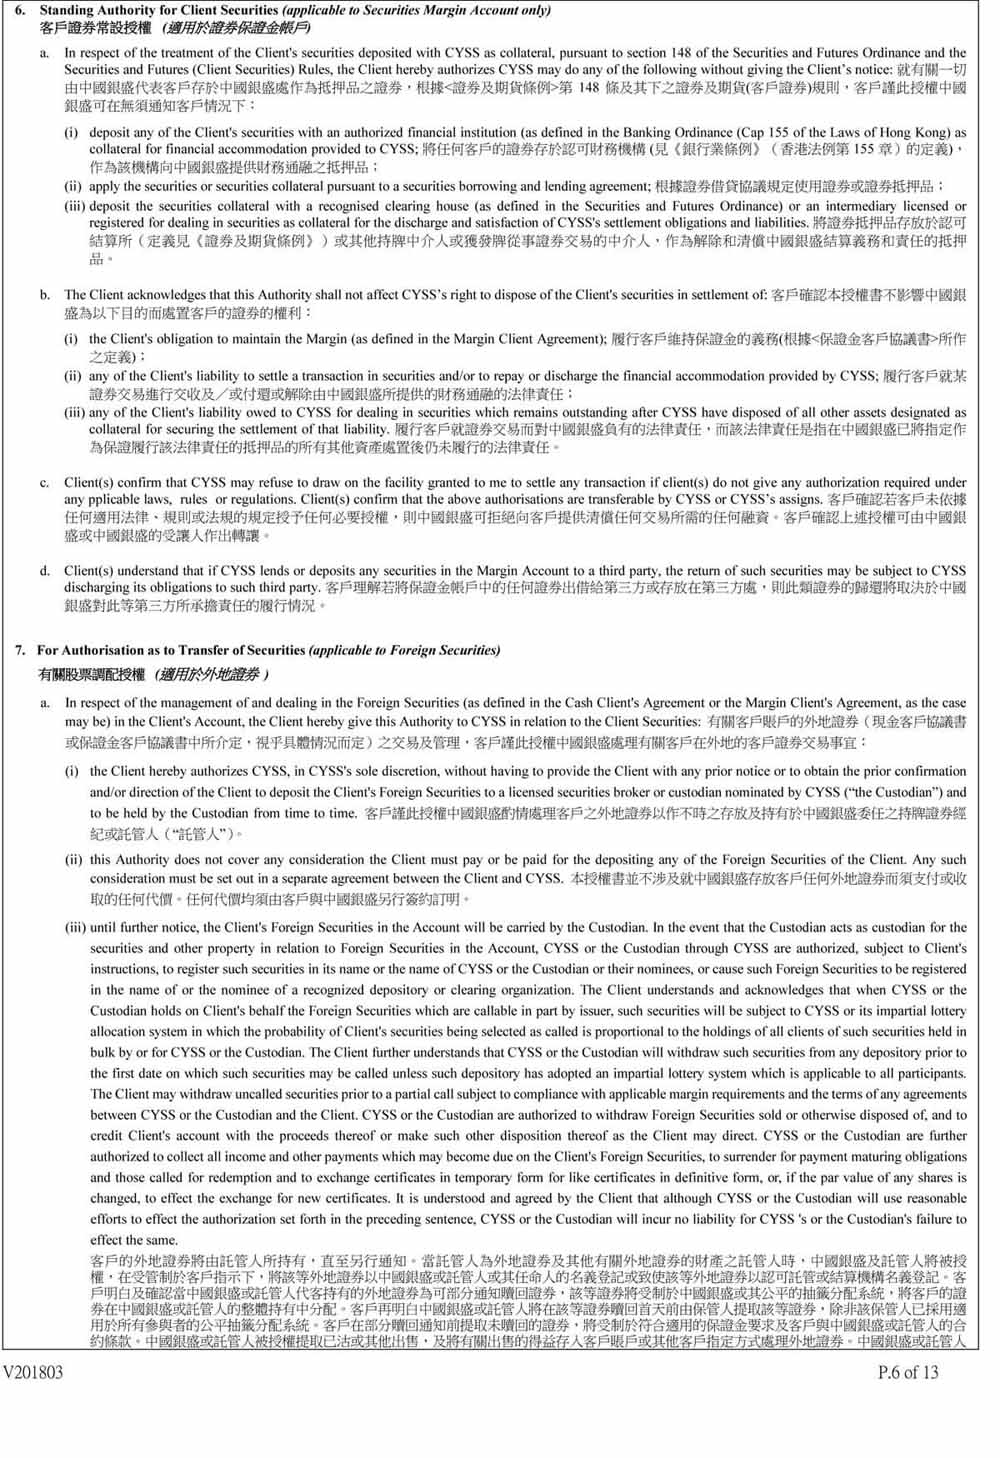 6. Standing Authority for Client Securities (applicable to Securities Margin Account only)
客戶證券常設授權 (適用於證券保證金帳戶)
a. In respect of the treatment of the Client's securities deposited with CYSS as collateral, pursuant to section 148 of the Securities and Futures Ordinance and the
Securities and Futures (Client Securities) Rules, the Client hereby authorizes CYSS may do any of the following without giving the Client's notice: 就有關一切
由中國銀盛代表客戶存於中國銀盛處作為抵押品之證券，根據<證券及期貨條例>第 148 條及其下之證券及期貨(客戶證券)規則，客戶謹此授權中國
銀盛可在無須通知客戶情況下：
(i) deposit any of the Client's securities with an authorized financial institution (as defined in the Banking Ordinance (Cap 155 of the Laws of Hong Kong) as
collateral for financial accommodation provided to CYSS; 將任何客戶的證券存於認可財務機構 (見《銀行業條例》（香港法例第 155 章）的定義)，
作為該機構向中國銀盛提供財務通融之抵押品；
(ii) apply the securities or securities collateral pursuant to a securities borrowing and lending agreement; 根據證券借貸協議規定使用證券或證券抵押品；
(iii) deposit the securities collateral with a recognised clearing house (as defined in the Securities and Futures Ordinance) or an intermediary licensed or
registered for dealing in securities as collateral for the discharge and satisfaction of CYSS's settlement obligations and liabilities. 將證券抵押品存放於認可
結算所（定義見《證券及期貨條例》）或其他持牌中介人或獲發牌從事證券交易的中介人，作為解除和清償中國銀盛結算義務和責任的抵押
品。
b. The Client acknowledges that this Authority shall not affect CYSS's right to dispose of the Client's securities in settlement of: 客戶確認本授權書不影響中國銀
盛為以下目的而處置客戶的證券的權利：
(i) the Client's obligation to maintain the Margin (as defined in the Margin Client Agreement); 履行客戶維持保證金的義務(根據<保證金客戶協議書>所作
之定義)；
(ii) any of the Client's liability to settle a transaction in securities and/or to repay or discharge the financial accommodation provided by CYSS; 履行客戶就某
證券交易進行交收及／或付還或解除由中國銀盛所提供的財務通融的法律責任；
(iii) any of the Client's liability owed to CYSS for dealing in securities which remains outstanding after CYSS have disposed of all other assets designated as
collateral for securing the settlement of that liability. 履行客戶就證券交易而對中國銀盛負有的法律責任，而該法律責任是指在中國銀盛已將指定作
為保證履行該法律責任的抵押品的所有其他資產處置後仍未履行的法律責任。
c. Client(s) confirm that CYSS may refuse to draw on the facility granted to me to settle any transaction if client(s) do not give any authorization required under
any pplicable laws, rules or regulations. Client(s) confirm that the above authorisations are transferable by CYSS or CYSS's assigns. 客戶確認若客戶未依據
任何適用法律、規則或法規的規定授予任何必要授權，則中國銀盛可拒絕向客戶提供清償任何交易所需的任何融資。客戶確認上述授權可由中國銀
盛或中國銀盛的受讓人作出轉讓。
d. Client(s) understand that if CYSS lends or deposits any securities in the Margin Account to a third party, the return of such securities may be subject to CYSS
discharging its obligations to such third party. 客戶理解若將保證金帳戶中的任何證券出借給第三方或存放在第三方處，則此類證券的歸還將取決於中國
銀盛對此等第三方所承擔責任的履行情況。
7. For Authorisation as to Transfer of Securities (applicable to Foreign Securities)
有關股票調配授權 (適用於外地證券 )
a. In respect of the management of and dealing in the Foreign Securities (as defined in the Cash Client's Agreement or the Margin Client's Agreement, as the case
may be) in the Client's Account, the Client hereby give this Authority to CYSS in relation to the Client Securities: 有關客戶賬戶的外地證券（現金客戶協議書
或保證金客戶協議書中所介定，視乎具體情況而定）之交易及管理，客戶謹此授權中國銀盛處理有關客戶在外地的客戶證券交易事宜：
(i) the Client hereby authorizes CYSS, in CYSS's sole discretion, without having to provide the Client with any prior notice or to obtain the prior confirmation
and/or direction of the Client to deposit the Client's Foreign Securities to a licensed securities broker or custodian nominated by CYSS (“the Custodian”) and
to be held by the Custodian from time to time. 客戶謹此授權中國銀盛酌情處理客戶之外地證券以作不時之存放及持有於中國銀盛委任之持牌證券經
紀或託管人（“託管人”)。
(ii) this Authority does not cover any consideration the Client must pay or be paid for the depositing any of the Foreign Securities of the Client. Any such
consideration must be set out in a separate agreement between the Client and CYSS. 本授權書並不涉及就中國銀盛存放客戶任何外地證券而須支付或收
取的任何代價。任何代價均須由客戶與中國銀盛另行簽約訂明。
(iii) until further notice, the Client's Foreign Securities in the Account will be carried by the Custodian. In the event that the Custodian acts as custodian for the
securities and other property in relation to Foreign Securities in the Account, CYSS or the Custodian through CYSS are authorized, subject to Client's
instructions, to register such securities in its name or the name of CYSS or the Custodian or their nominees, or cause such Foreign Securities to be registered
in the name of or the nominee of a recognized depository or clearing organization. The Client understands and acknowledges that when CYSS or the
Custodian holds on Client's behalf the Foreign Securities which are callable in part by issuer, such securities will be subject to CYSS or its impartial lottery
allocation system in which the probability of Client's securities being selected as called is proportional to the holdings of all clients of such securities held in
bulk by or for CYSS or the Custodian. The Client further understands that CYSS or the Custodian will withdraw such securities from any depository prior to
the first date on which such securities may be called unless such depository has adopted an impartial lottery system which is applicable to all participants.
The Client may withdraw uncalled securities prior to a partial call subject to compliance with applicable margin requirements and the terms of any agreements
between CYSS or the Custodian and the Client. CYSS or the Custodian are authorized to withdraw Foreign Securities sold or otherwise disposed of, and to
credit Client's account with the proceeds thereof or make such other disposition thereof as the Client may direct. CYSS or the Custodian are further
authorized to collect all income and other payments which may become due on the Client's Foreign Securities, to surrender for payment maturing obligations
and those called for redemption and to exchange certificates in temporary form for like certificates in definitive form, or, if the par value of any shares is
changed, to effect the exchange for new certificates. It is understood and agreed by the Client that although CYSS or the Custodian will use reasonable
efforts to effect the authorization set forth in the preceding sentence, CYSS or the Custodian will incur no liability for CYSS 's or the Custodian's failure to
effect the same.
客戶的外地證券將由託管人所持有，直至另行通知。當託管人為外地證券及其他有關外地證券的財產之託管人時，中國銀盛及託管人將被授
權，在受管制於客戶指示下，將該等外地證券以中國銀盛或託管人或其任命人的名義登記或致使該等外地證券以認可託管或結算機構名義登記。客
戶明白及確認當中國銀盛或託管人代客持有的外地證券為可部分通知贖回證券，該等證券將受制於中國銀盛或其公平的抽籤分配系統，將客戶的證
券在中國銀盛或託管人的整體持有中分配。客戶再明白中國銀盛或託管人將在該等證券贖回首天前由保管人提取該等證券，除非該保管人已採用適
用於所有參與者的公平抽籤分配系統。客戶在部分贖回通知前提取未贖回的證券，將受制於符合適用的保證金要求及客戶與中國銀盛或託管人的合
約條款。中國銀盛或託管人被授權提取已沽或其他出售，及將有關出售的得益存入客戶賬戶或其他客戶指定方式處理外地證券。中國銀盛或託管人
V201803
P.6 of 13